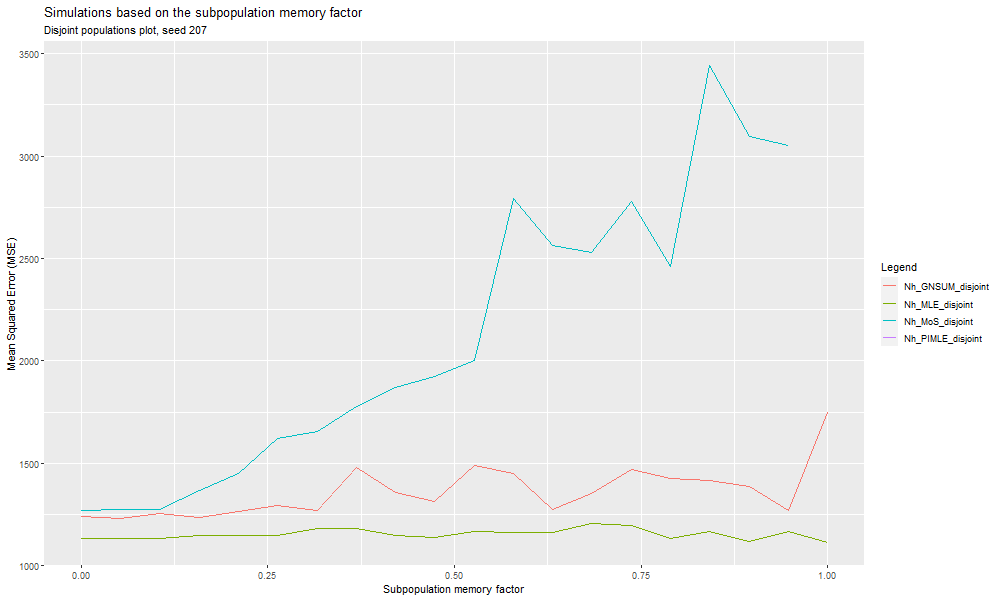 Simulations based on the subpopulation memory factor
Disjoint populations plot, seed 207
3500
3000
2500
2000
1500
1000
Mean Squared Error (MSE)
0.00
0.25
0.50
0.75
1.00
Subpopulation memory factor
Legend
Nh_GNSUM_disjoint
Nh_MLE_disjoint
Nh_MoS_disjoint
Nh_PIMLE_disjoint